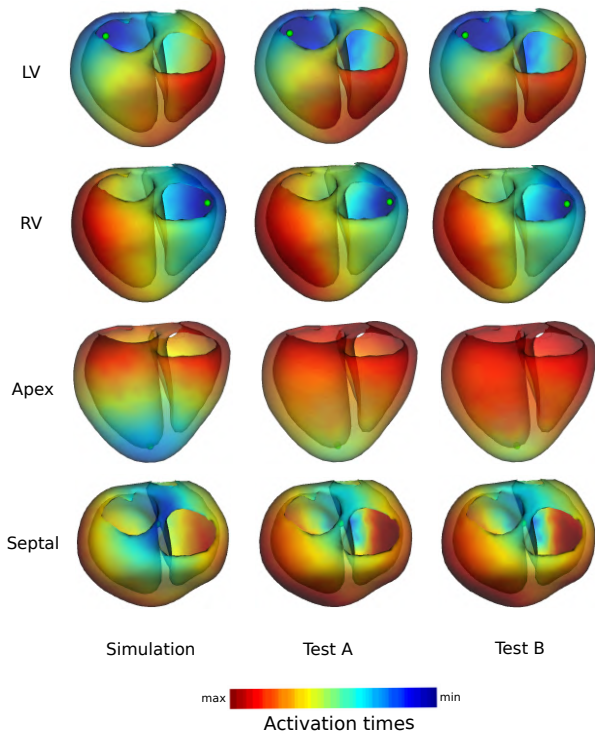 LV
RV
Apex
Septal
Simulation Test A Test B
max min
Activation times